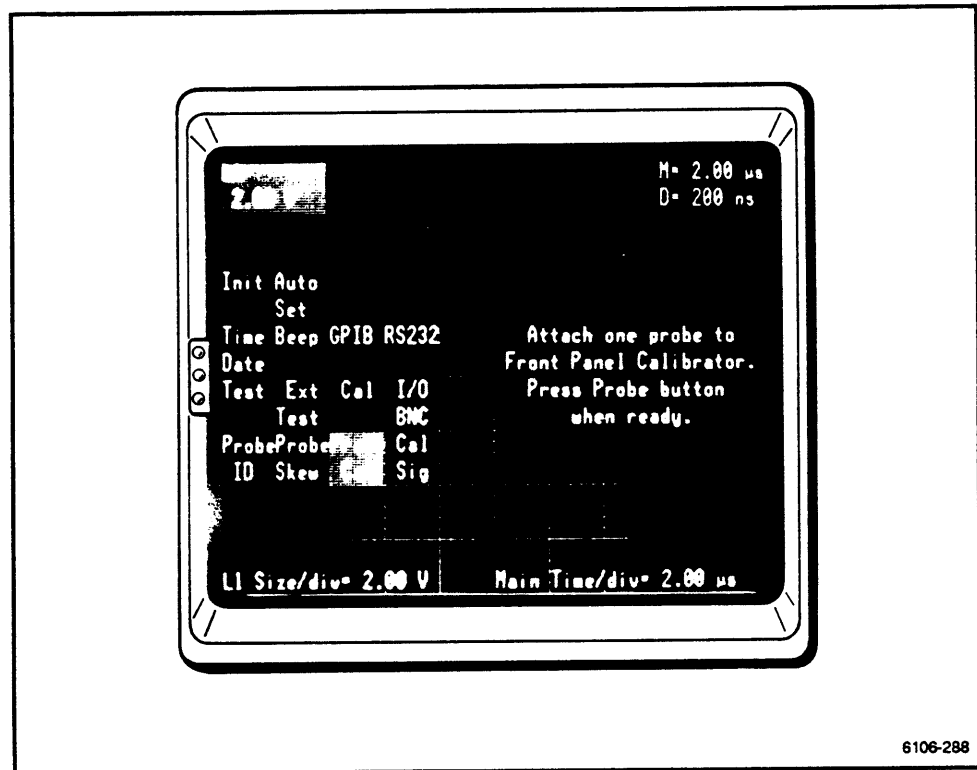 M= 2.00 µs
D= 200 ns
Init Auto
Set
Time Beep GPIB RS232
Date
Test Ext Cal I/O
Test BNC
Probe Probe Cal
ID Skew Sig
Attach one probe to
Front Panel Calibrator.
Press Probe button
when ready.
L1 Size/div= 2.00 V Main Time/div= 2.00 µs
6106-288